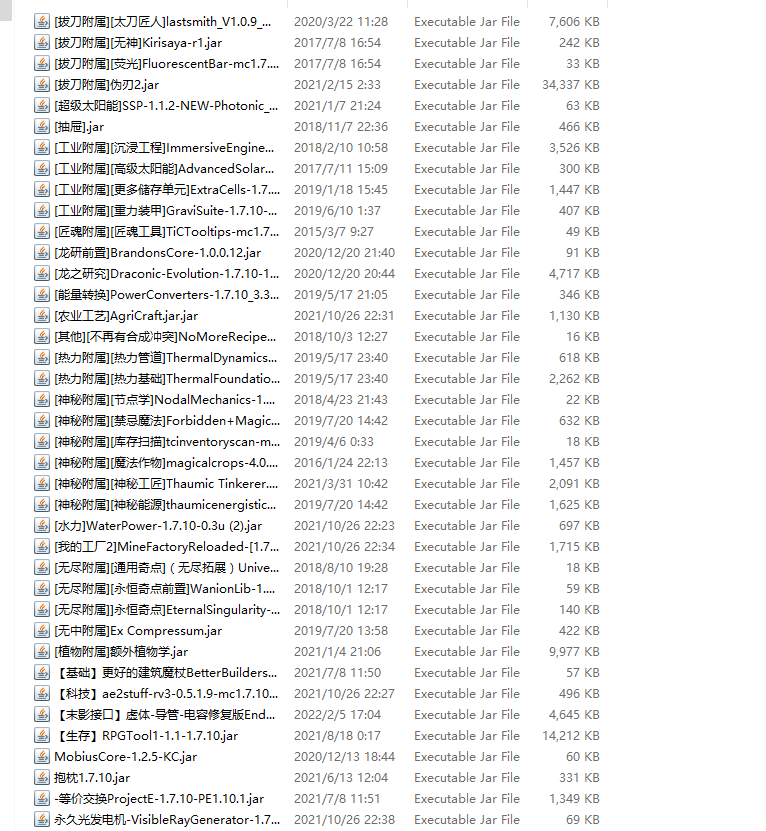 [拔刀附属][太刀匠人]lastsmith_V1.0.9_... 2020/3/22 11:28 Executable Jar File 7,606 KB
[拔刀附属][无神]Kirisaya-r1.jar 2017/7/8 16:54 Executable Jar File 242 KB
[拔刀附属][荧光]FluorescentBar-mc1.7.... 2017/7/8 16:54 Executable Jar File 33 KB
[拔刀附属]伪刃2.jar 2021/2/15 2:33 Executable Jar File 34,337 KB
[超级太阳能]SSP-1.1.2-NEW-Photonic_... 2021/1/7 21:24 Executable Jar File 63 KB
[抽屉].jar 2018/11/7 22:36 Executable Jar File 466 KB
[工业附属][沉浸工程]ImmersiveEngine... 2018/2/10 10:58 Executable Jar File 3,526 KB
[工业附属][高级太阳能]AdvancedSolar... 2017/7/11 15:09 Executable Jar File 300 KB
[工业附属][更多储存单元]ExtraCells-1.7.... 2019/1/18 15:45 Executable Jar File 1,447 KB
[工业附属][重力装甲]GraviSuite-1.7.10-... 2019/6/10 1:37 Executable Jar File 407 KB
[匠魂附属][匠魂工具]TiCTooltips-mc1.7... 2015/3/7 9:27 Executable Jar File 49 KB
[龙研前置]BrandonsCore-1.0.0.12.jar 2020/12/20 21:40 Executable Jar File 91 KB
[龙之研究]Draconic-Evolution-1.7.10-1... 2020/12/20 20:44 Executable Jar File 4,717 KB
[能量转换]PowerConverters-1.7.10_3.3... 2019/5/17 21:05 Executable Jar File 346 KB
[农业工艺]AgriCraft.jar.jar 2021/10/26 22:31 Executable Jar File 1,130 KB
[其他][不再有合成冲突]NoMoreRecipe... 2018/10/3 12:27 Executable Jar File 16 KB
[热力附属][热力管道]ThermalDynamics... 2019/5/17 23:40 Executable Jar File 618 KB
[热力附属][热力基础]ThermalFoundatio... 2019/5/17 23:40 Executable Jar File 2,262 KB
[神秘附属][节点学]NodalMechanics-1.... 2018/4/23 21:43 Executable Jar File 22 KB
[神秘附属][禁忌魔法]Forbidden+Magic... 2019/7/20 14:42 Executable Jar File 632 KB
[神秘附属][库存扫描]tcinventoryscan-m... 2019/4/6 0:33 Executable Jar File 18 KB
[神秘附属][魔法作物]magicalcrops-4.0.... 2016/1/24 22:13 Executable Jar File 1,457 KB
[神秘附属][神秘工匠]Thaumic Tinkerer.... 2021/3/31 10:42 Executable Jar File 2,091 KB
[神秘附属][神秘能源]thaumicenergistic... 2019/7/20 14:42 Executable Jar File 1,625 KB
[水力]WaterPower-1.7.10-0.3u (2).jar 2021/10/26 22:23 Executable Jar File 697 KB
[我的工厂2]MineFactoryReloaded-[1.7... 2021/10/26 22:34 Executable Jar File 1,715 KB
[无尽附属][通用奇点]（无尽拓展）Unive... 2018/8/10 19:28 Executable Jar File 18 KB
[无尽附属][永恒奇点前置]WanionLib-1.... 2018/10/1 12:17 Executable Jar File 59 KB
[无尽附属]]永恒奇点]EternalSingularity-... 2018/10/1 12:17 Executable Jar File 140 KB
[无中附属]Ex Compressum.jar 2019/7/20 13:58 Executable Jar File 422 KB
[植物附属]额外植物学.jar 2021/1/4 21:06 Executable Jar File 9,977 KB
【基础】更好的建筑魔杖BetterBuilders... 2021/7/8 11:50 Executable Jar File 57 KB
【科技】ae2stuff-rv3-0.5.1.9-mc1.7.10... 2021/10/26 22:27 Executable Jar File 496 KB
【末影接口】虚体-导管-电容修复版End... 2022/2/5 17:04 Executable Jar File 4,645 KB
【生存】RPGTool1-1.1-1.7.10.jar 2021/8/18 0:17 Executable Jar File 14,212 KB
MobiusCore-1.2.5-KC.jar 2020/12/13 18:44 Executable Jar File 60 KB
抱枕1.7.10.jar 2021/6/13 12:04 Executable Jar File 331 KB
-等价交换ProjectE-1.7.10-PE1.10.1.jar 2021/7/8 11:51 Executable Jar File 1,349 KB
永久光发电机-VisibleRayGenerator-1.7... 2021/10/26 22:38 Executable Jar File 69 KB